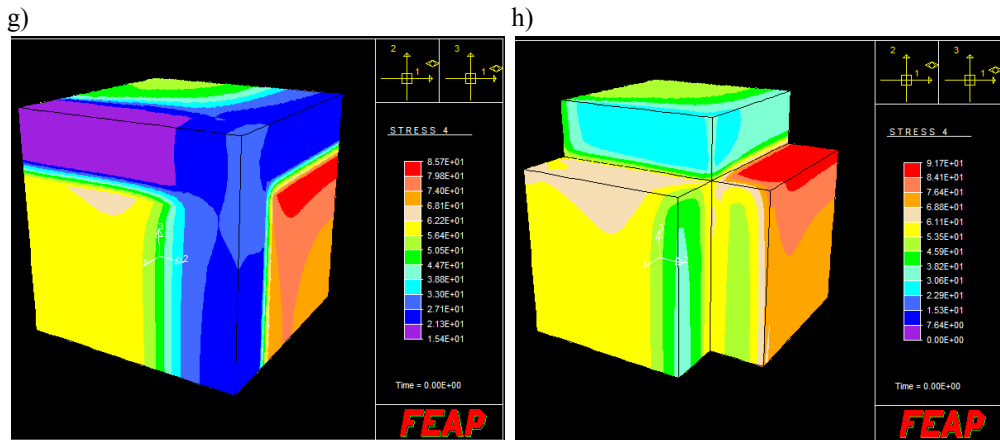 g)
2
1
3
1
STRESS 4
8.57E+01
7.98E+01
7.40E+01
6.81E+01
6.22E+01
5.64E+01
5.05E+01
4.47E+01
3.88E+01
3.30E+01
2.71E+01
2.13E+01
1.54E+01
Time = 0.00E+00
FEAP
1
2
h)
2
1
3
1
STRESS 4
9.17E+01
8.41E+01
7.64E+01
6.88E+01
6.11E+01
5.35E+01
4.59E+01
3.82E+01
3.06E+01
2.29E+01
1.53E+01
7.64E+00
0.00E+00
Time = 0.00E+00
FEAP
1
2